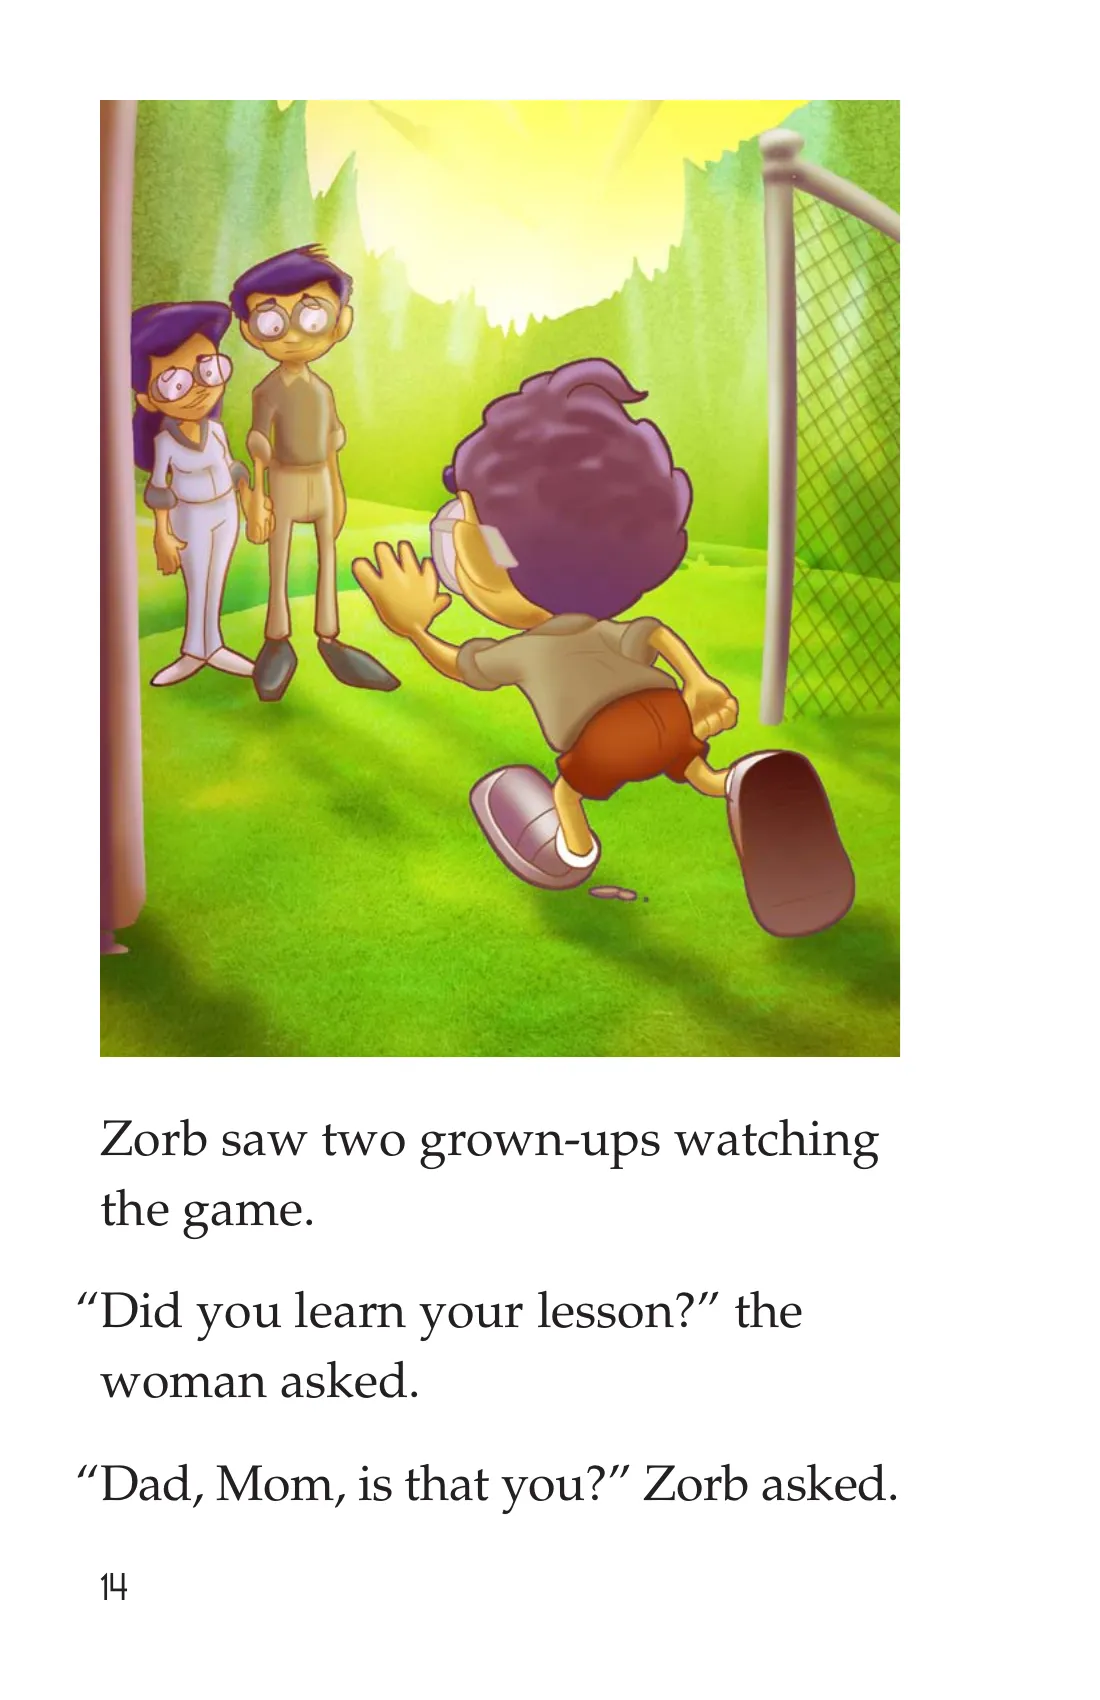 Zorb saw two grown-ups watching
the game.
“Did you learn your lesson?” the
woman asked.
“Dad, Mom, is that you?” Zorb asked.
14